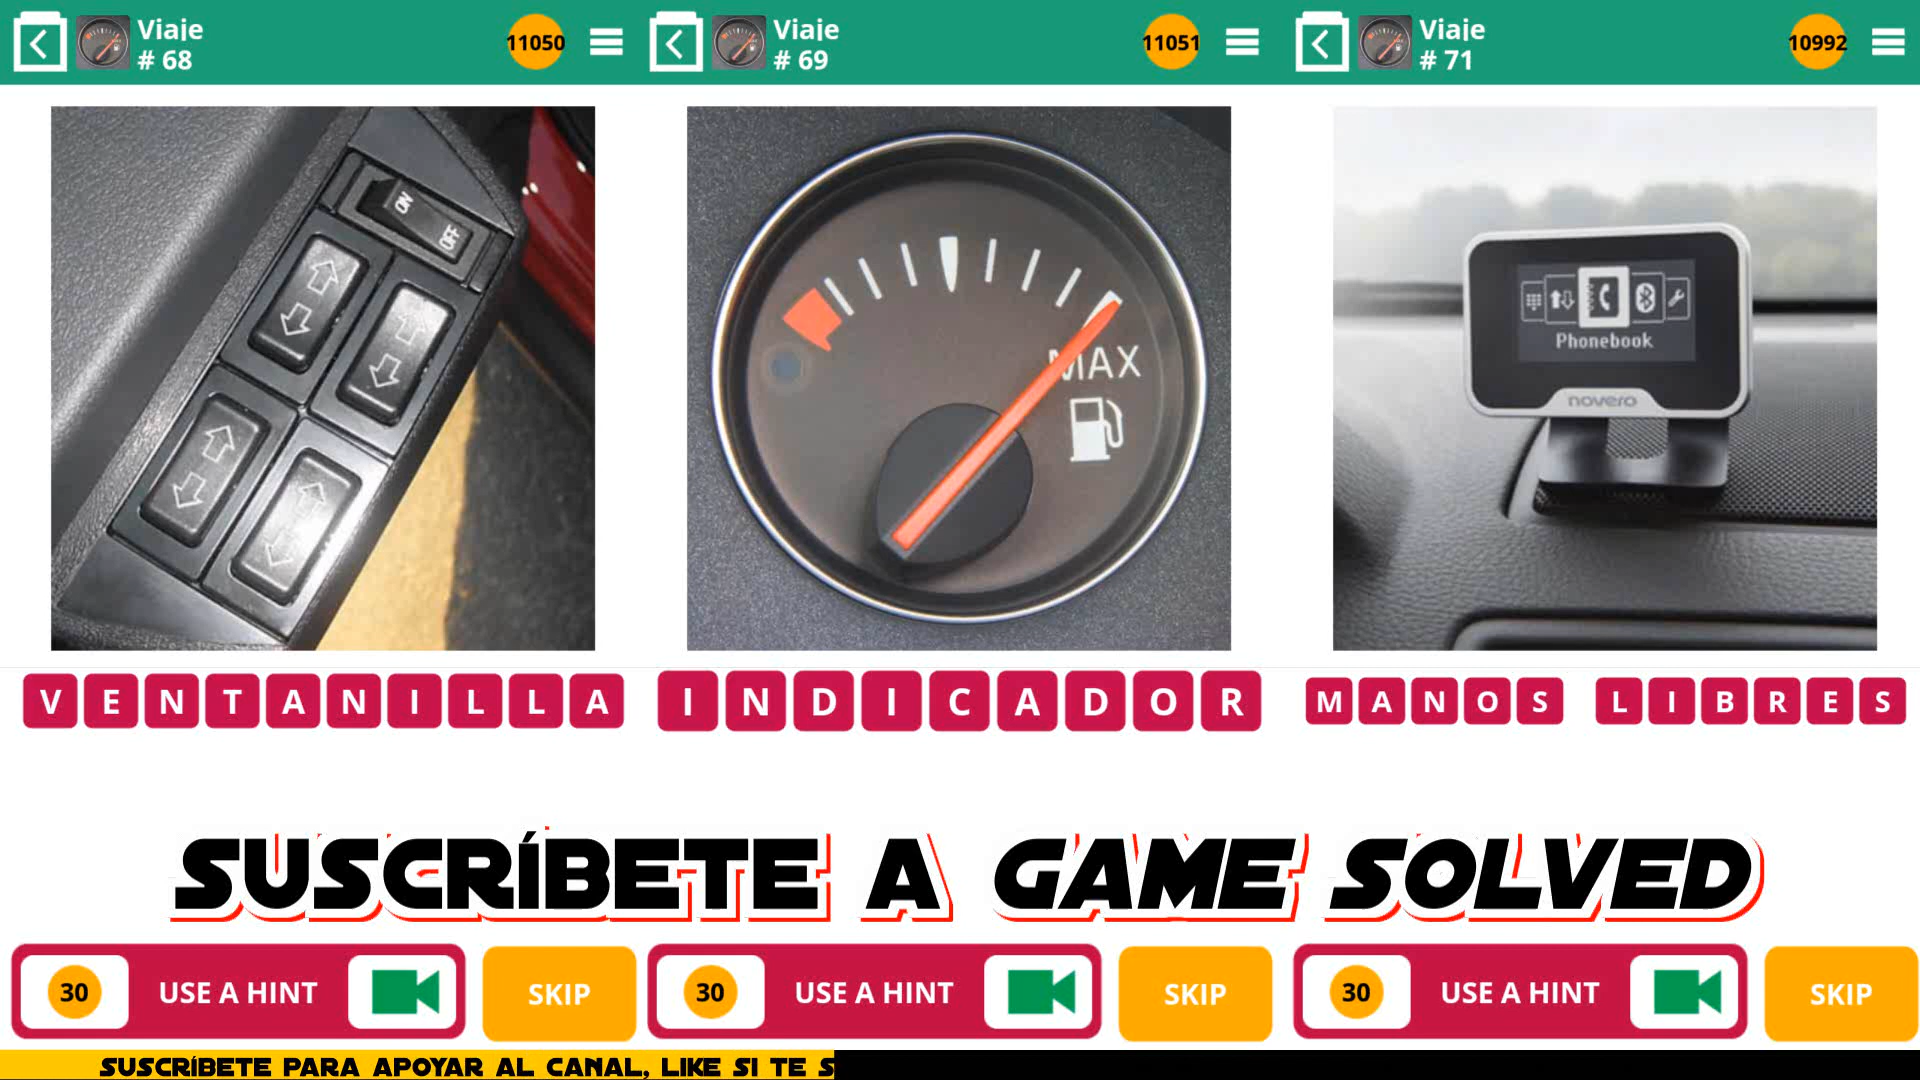 Viaje
# 68
11050
Viaje
# 69
11051
Viaje
# 71
10992
ON
OFF
MAX
Phonebook
novero
VENTANILLA
INDICADOR
MANOS LIBRES
SUSCRÍBETE A GAME SOLVED
30
USE A HINT
SKIP
30
USE A HINT
SKIP
30
USE A HINT
SKIP
SUSCRÍBETE PARA APOYAR AL CANAL, LIKE SI TE S